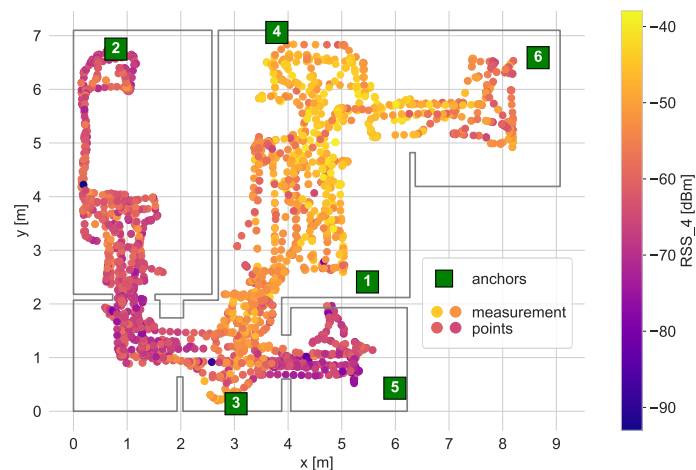 7
6
5
4
3
2
1
0
y [m]
2
4
6
1
5
3
anchors
measurement
points
0 1 2 3 4 5 6 7 8 9
x [m]
−40
−50
−60
−70
−80
−90
RSS_4 [dBm]